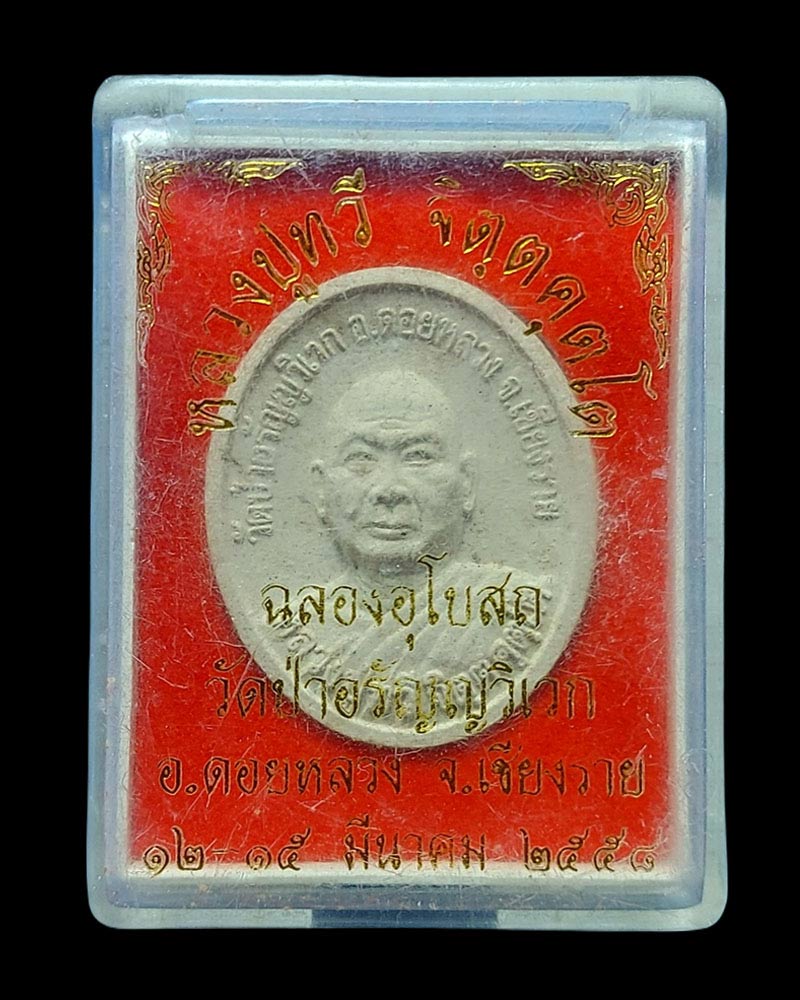 หลวงปู่ทวี จิตฺตคุตฺโต
วัดป่าอรัญญวิเวก อ.ดอยหลวง จ.เชียงราย
ฉลองอุโบสถ
วัดป่าอรัญญวิเวก
อ.ดอยหลวง จ.เชียงราย
๑๒-๑๕ มีนาคม ๒๕๕๘